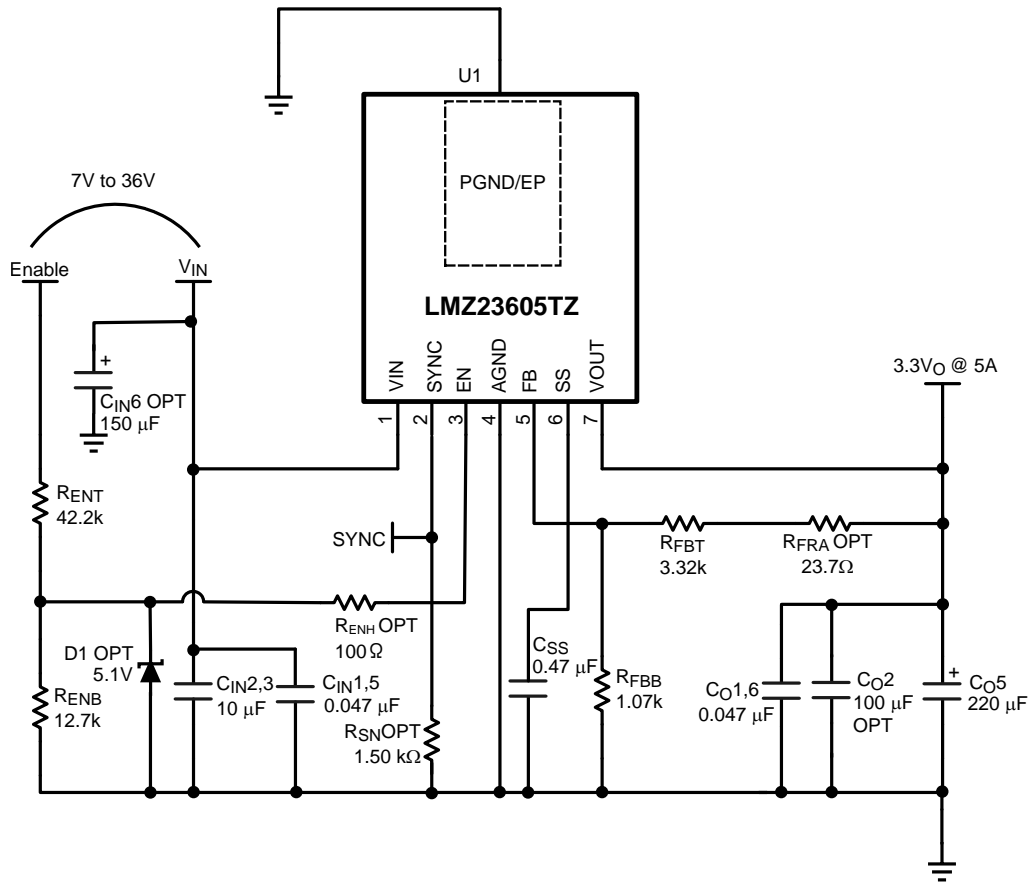 U1
7V to 36V
PGND/EP
Enable
VIN
LMZ23605TZ
VIN
SYNC
EN
AGND
FB
SS
VOUT
1
2
3
4
5
6
7
3.3VO @ 5A
+
CIN6 OPT
150 μF
RENT
42.2k
SYNC
RFBT
3.32k
RFRA OPT
23.7Ω
RENH OPT
100 Ω
D1 OPT
5.1V
RENB
12.7k
CIN2,3
10 μF
CIN1,5
0.047 μF
RSNOPT
1.50 kΩ
CSS
0.47 μF
RFBB
1.07k
CO1,6
0.047 μF
CO2
100 μF
OPT
+
CO5
220 μF